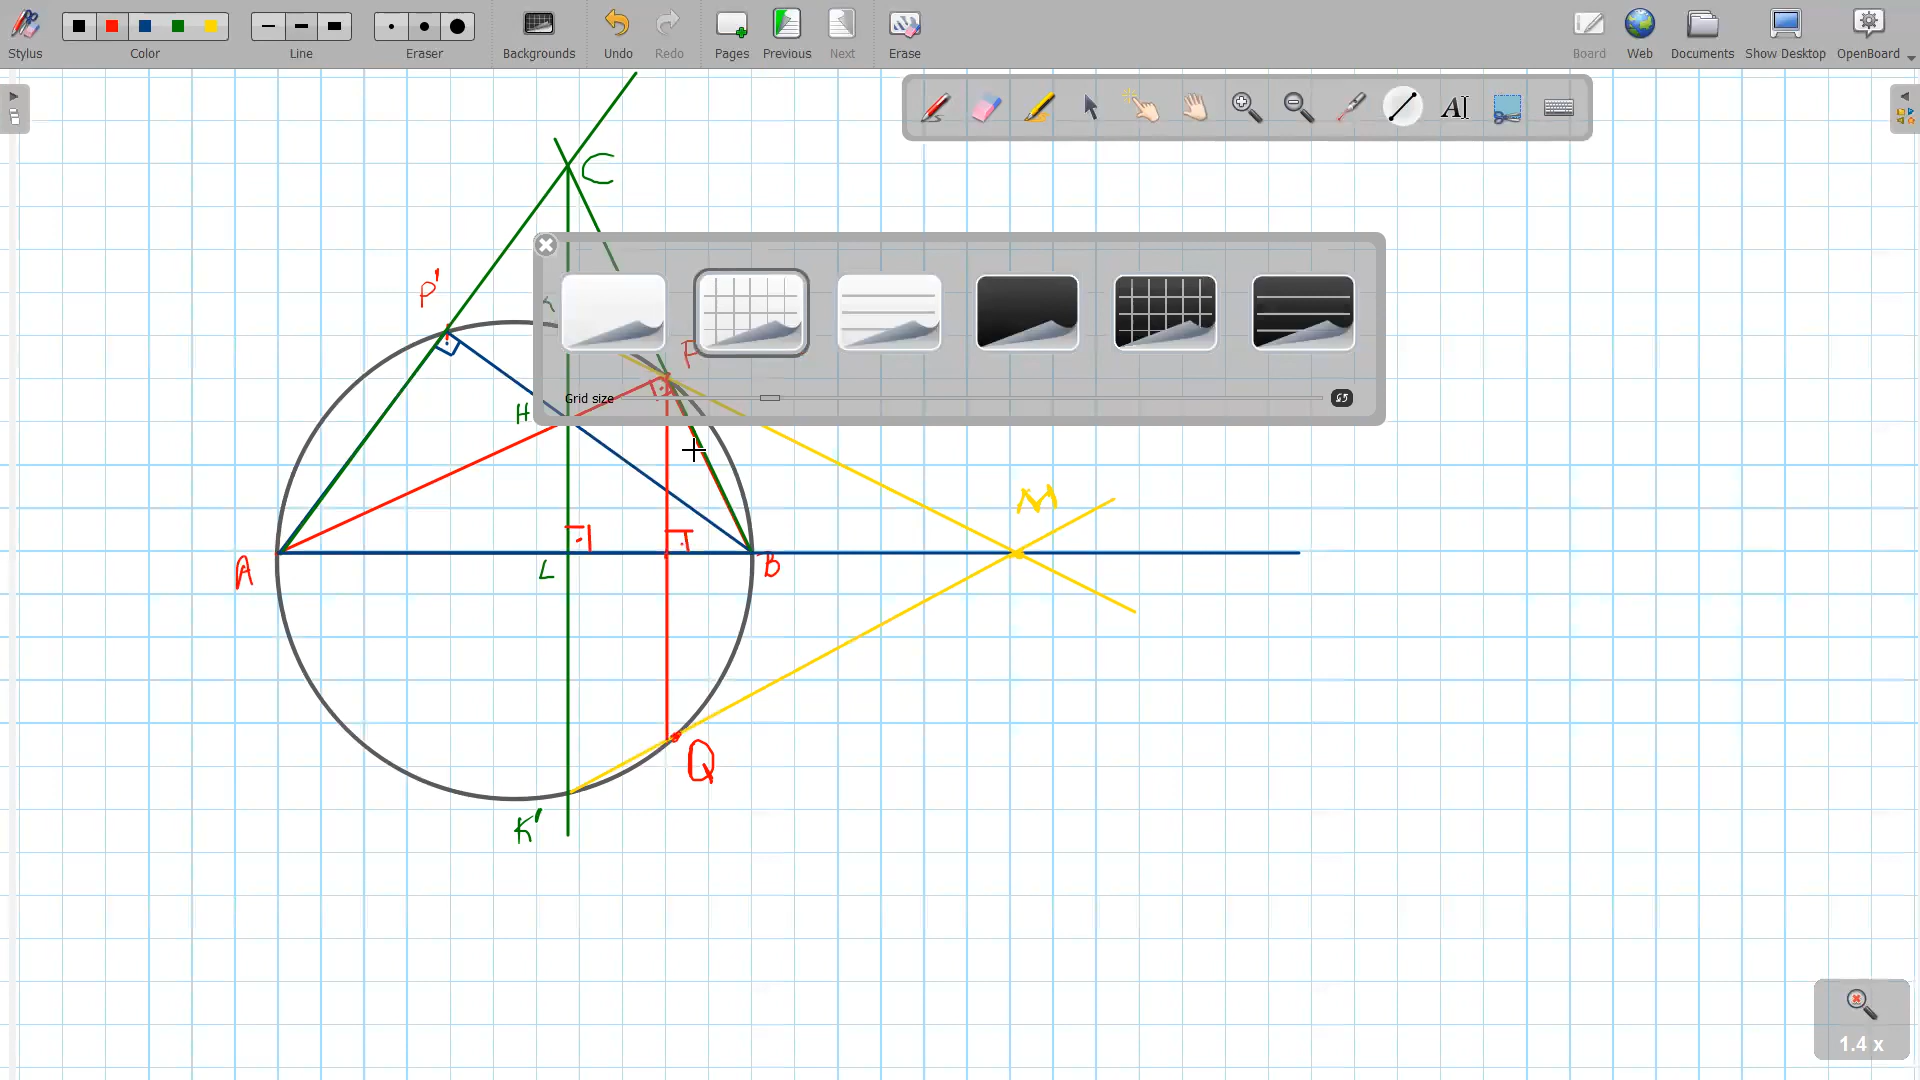 Stylus
Color
Line
Eraser
Backgrounds
Undo
Redo
Pages
Previous
Next
Erase
Board
Web
Documents
Show Desktop
OpenBoard
C
P'
Grid size
H
M
A
L
B
Q
K'
1.4 x